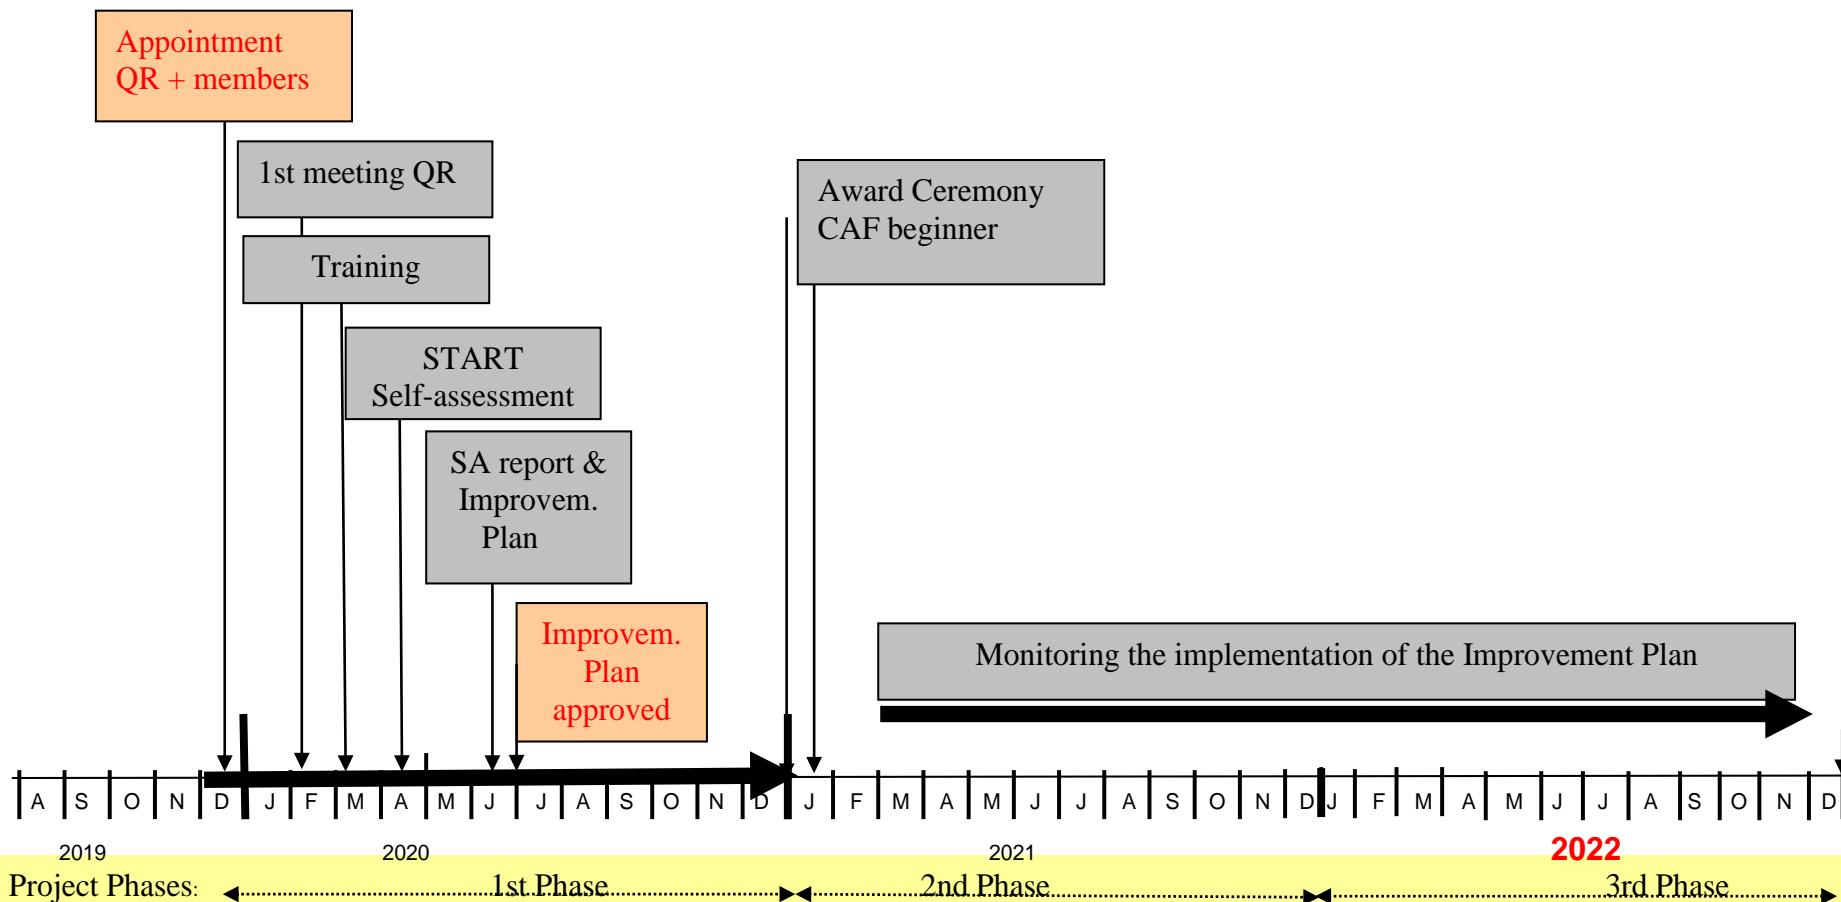 Appointment
QR + members
1st meeting QR
Training
START
Self-assessment
SA report &
Improvem.
Plan
Improvem.
Plan
approved
Award Ceremony
CAF beginner
Monitoring the implementation of the Improvement Plan
A S O N D J F M A M J J A S O N D J F M A M J J A S O N D J F M A M J J A S O N D
2019 2020 2021 2022
Project Phases: 1st Phase 2nd Phase 3rd Phase